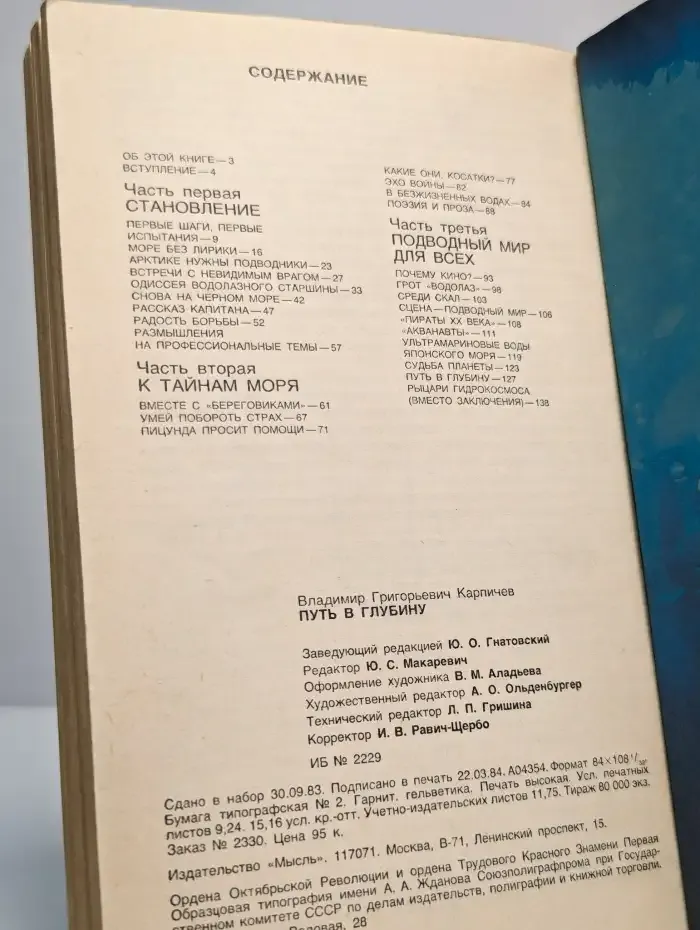 СОДЕРЖАНИЕ
ОБ ЭТОЙ КНИГЕ—3
ВСТУПЛЕНИЕ—4
Часть первая
СТАНОВЛЕНИЕ
ПЕРВЫЕ ШАГИ, ПЕРВЫЕ
ИСПЫТАНИЯ—9
МОРЕ БЕЗ ЛИРИКИ—16
АРКТИКЕ НУЖНЫ ПОДВОДНИКИ—23
ВСТРЕЧИ С НЕВИДИМЫМ ВРАГОМ—27
ОДИССЕЯ ВОДОЛАЗНОГО СТАРШИНЫ—33
СНОВА НА ЧЕРНОМ МОРЕ—42
РАССКАЗ КАПИТАНА—47
РАДОСТЬ БОРЬБЫ—52
РАЗМЫШЛЕНИЯ
НА ПРОФЕССИОНАЛЬНЫЕ ТЕМЫ—57
Часть вторая
К ТАЙНАМ МОРЯ
ВМЕСТЕ С «БЕРЕГОВИКАМИ»—61
УМЕЙ ПОБОРОТЬ СТРАХ—67
ПИЦУНДА ПРОСИТ ПОМОЩИ—71
КАКИЕ ОНИ, КОСАТКИ?—77
ЭХО ВОЙНЫ—82
В БЕЗЖИЗНЕННЫХ ВОДАХ—84
ПОЭЗИЯ И ПРОЗА—88
Часть третья
ПОДВОДНЫЙ МИР
ДЛЯ ВСЕХ
ПОЧЕМУ КИНО?—93
ГРОТ «ВОДОЛАЗ»—98
СРЕДИ СКАЛ—103
СЦЕНА—ПОДВОДНЫЙ МИР—106
«ПИРАТЫ XX ВЕКА»—108
«АКВАНАВТЫ»—111
УЛЬТРАМАРИНОВЫЕ ВОДЫ
ЯПОНСКОГО МОРЯ—119
СУДЬБА ПЛАНЕТЫ—123
ПУТЬ В ГЛУБИНУ—127
РЫЦАРИ ГИДРОКОСМОСА
(ВМЕСТО ЗАКЛЮЧЕНИЯ)—138
Владимир Григорьевич Карпичев
ПУТЬ В ГЛУБИНУ
Заведующий редакцией Ю. О. Гнатовский
Редактор Ю. С. Макаревич
Оформление художника В. М. Аладьева
Художественный редактор А. О. Ольденбургер
Технический редактор Л. П. Гришина
Корректор И. В. Равич-Щербо
ИБ № 2229
Сдано в набор 30.09.83. Подписано в печать 22.03.84. А04354. Формат 84×108 1/32.
Бумага типографская № 2. Гарнит. гельветика. Печать высокая. Усл. печатных
листов 9,24. 15,16 усл. кр.-отт. Учетно-издательских листов 11,75. Тираж 80 000 экз.
Заказ № 2330. Цена 95 к.
Издательство «Мысль». 117071. Москва, В-71, Ленинский проспект, 15.
Ордена Октябрьской Революции и ордена Трудового Красного Знамени Первая
Образцовая типография имени А. А. Жданова Союзполиграфпрома при Государ-
ственном комитете СССР по делам издательств, полиграфии и книжной торговли.
28